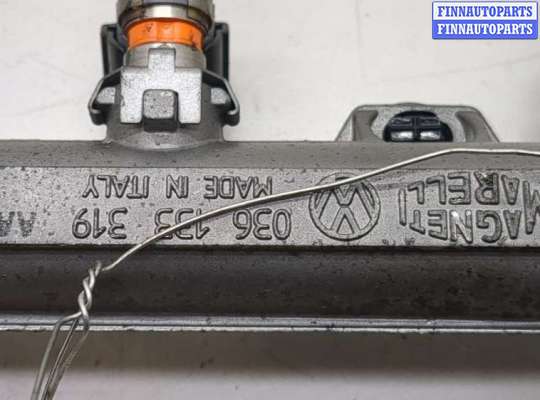 FINNAUTOPARTS
FINNAUTOPARTS
MAGNETI
MARELLI
036 133 319
MADE IN ITALY